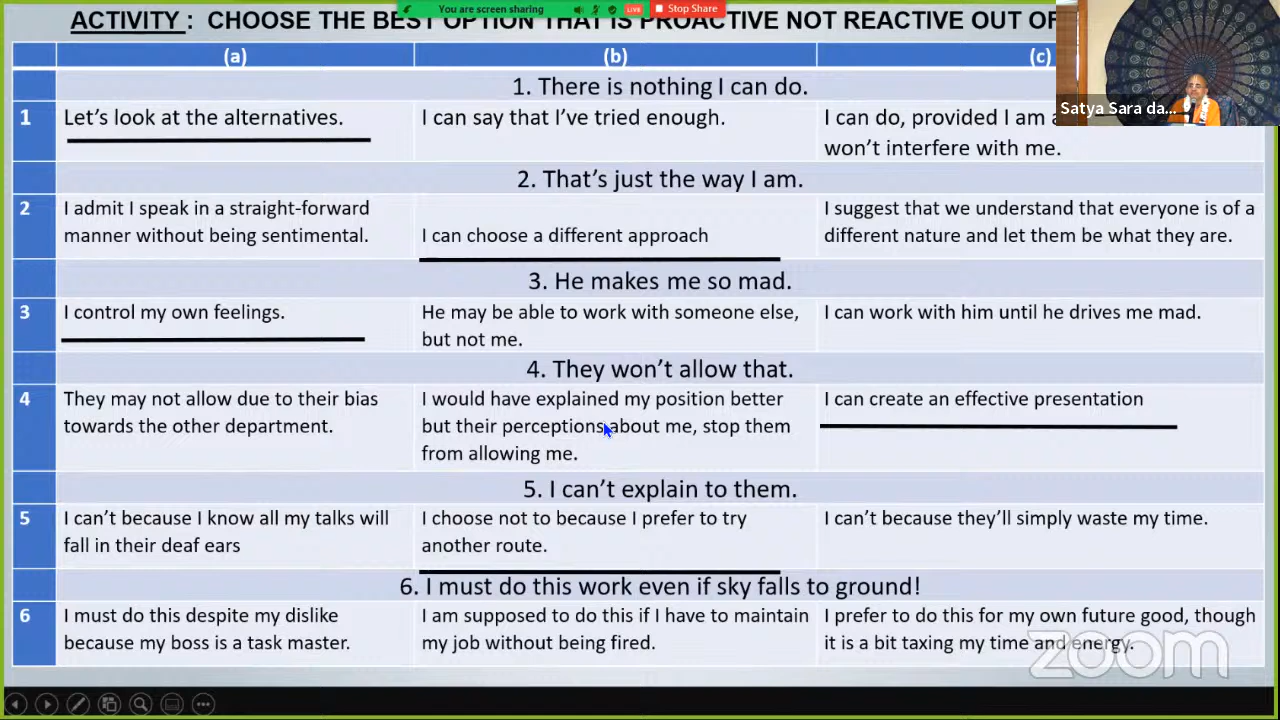 You are screen sharing
LIVE
Stop Share
ACTIVITY : CHOOSE THE BEST OPTION THAT IS PROACTIVE NOT REACTIVE OUT OF
(a)
(b)
(c)
1. There is nothing I can do.
1
Let’s look at the alternatives.
I can say that I’ve tried enough.
I can do, provided I am
won’t interfere with me.
Satya Sara da...
2. That’s just the way I am.
2
I admit I speak in a straight-forward
manner without being sentimental.
I can choose a different approach
I suggest that we understand that everyone is of a
different nature and let them be what they are.
3. He makes me so mad.
3
I control my own feelings.
He may be able to work with someone else,
but not me.
I can work with him until he drives me mad.
4. They won’t allow that.
4
They may not allow due to their bias
towards the other department.
I would have explained my position better
but their perceptions about me, stop them
from allowing me.
I can create an effective presentation
5. I can’t explain to them.
5
I can’t because I know all my talks will
fall in their deaf ears
I choose not to because I prefer to try
another route.
I can’t because they’ll simply waste my time.
6. I must do this work even if sky falls to ground!
6
I must do this despite my dislike
because my boss is a task master.
I am supposed to do this if I have to maintain
my job without being fired.
I prefer to do this for my own future good, though
it is a bit taxing my time and energy.
zoom